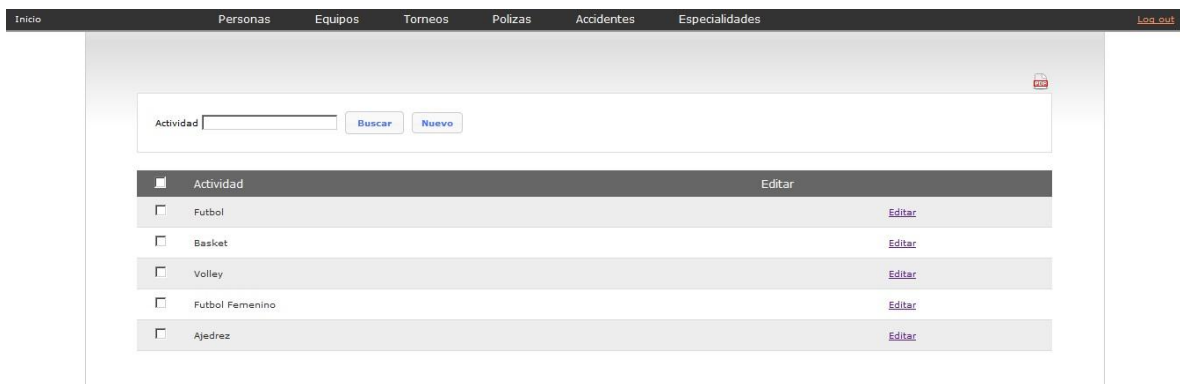 Inicio Personas Equipos Torneos Polizas Accidentes Especialidades Log out
PDF
Actividad Buscar Nuevo
Actividad Editar
Futbol Editar
Basket Editar
Volley Editar
Futbol Femenino Editar
Ajedrez Editar